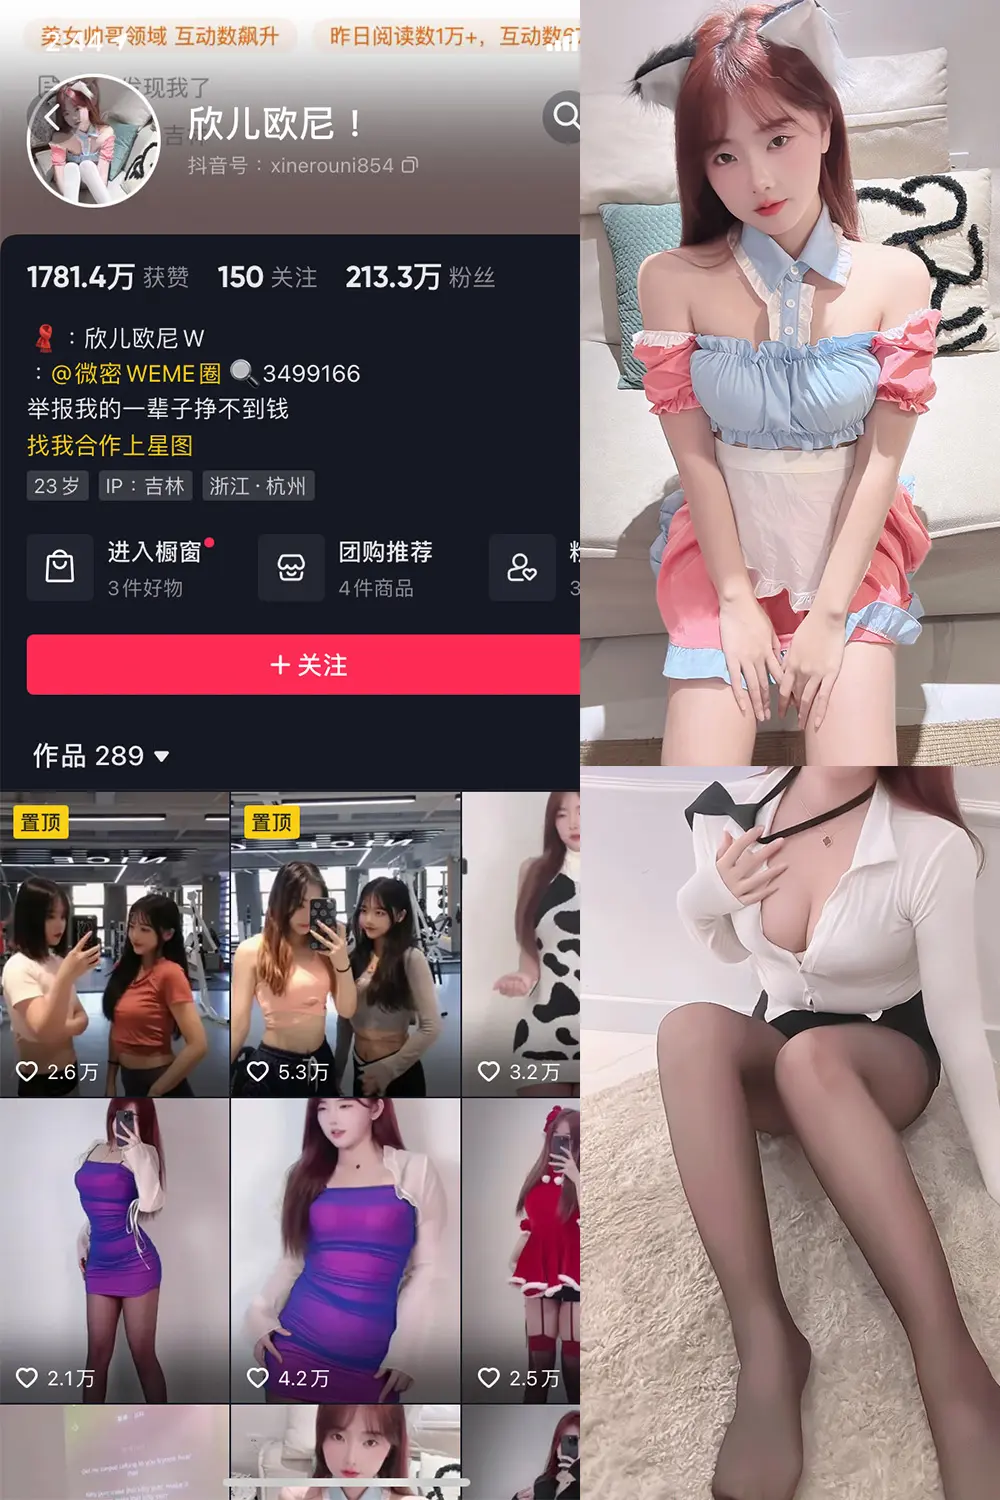 美女帅哥领域 互动数飙升
昨日阅读数1万+，互动数6
2:44
发现我了
欣儿欧尼！
抖音号：xinerouni854
1781.4万 获赞 150 关注 213.3万 粉丝
：欣儿欧尼W
：@微密WEME圈 3499166
举报我的一辈子挣不到钱
找我合作上星图
23岁 IP：吉林 浙江·杭州
进入橱窗
3件好物
团购推荐
4件商品
3
+ 关注
作品 289
置顶
置顶
2.6万
5.3万
3.2万
2.1万
4.2万
2.5万